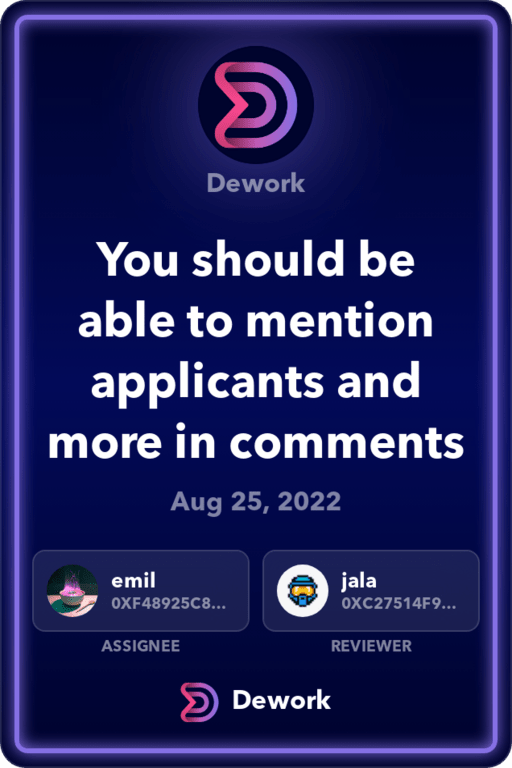 Dework
You should be
able to mention
applicants and
more in comments
Aug 25, 2022
emil
0XF48925C8...
ASSIGNEE
jala
0XC27514F9...
REVIEWER
Dework